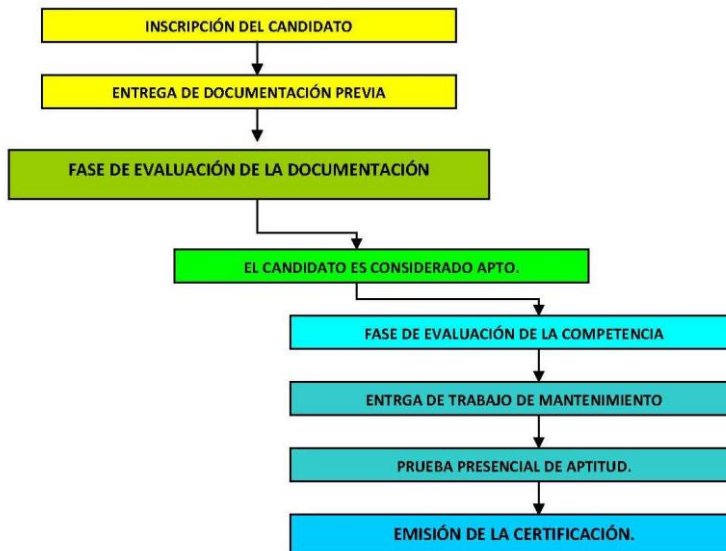 INSCRIPCIÓN DEL CANDIDATO
ENTREGA DE DOCUMENTACIÓN PREVIA
FASE DE EVALUACIÓN DE LA DOCUMENTACIÓN
EL CANDIDATO ES CONSIDERADO APTO.
FASE DE EVALUACIÓN DE LA COMPETENCIA
ENTRGA DE TRABAJO DE MANTENIMIENTO
PRUEBA PRESENCIAL DE APTITUD.
EMISIÓN DE LA CERTIFICACIÓN.